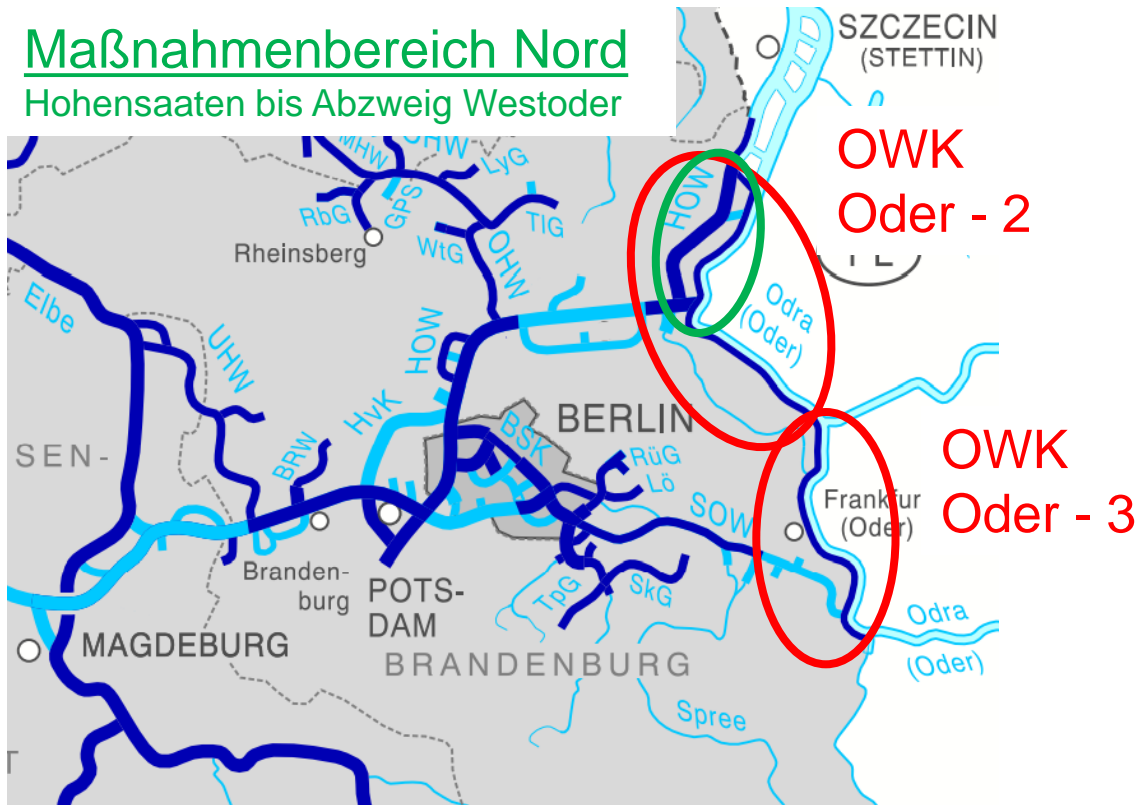 Maßnahmenbereich Nord
Hohensaaten bis Abzweig Westoder
SZCZECIN
(STETTIN)
OWK
Oder - 2
MHW
LyG
RbG
GPS
TlG
WtG
Rheinsberg
OHW
HOW
Elbe
Odra
(Oder)
UHW
HOW
HvK
BERLIN
BSK
SEN-
BRW
RüG
Lö
SOW
OWK
Oder - 3
Frankfur
(Oder)
Branden-
burg
POTS-
DAM
TpG
SkG
Odra
(Oder)
MAGDEBURG
BRANDENBURG
Spree
T